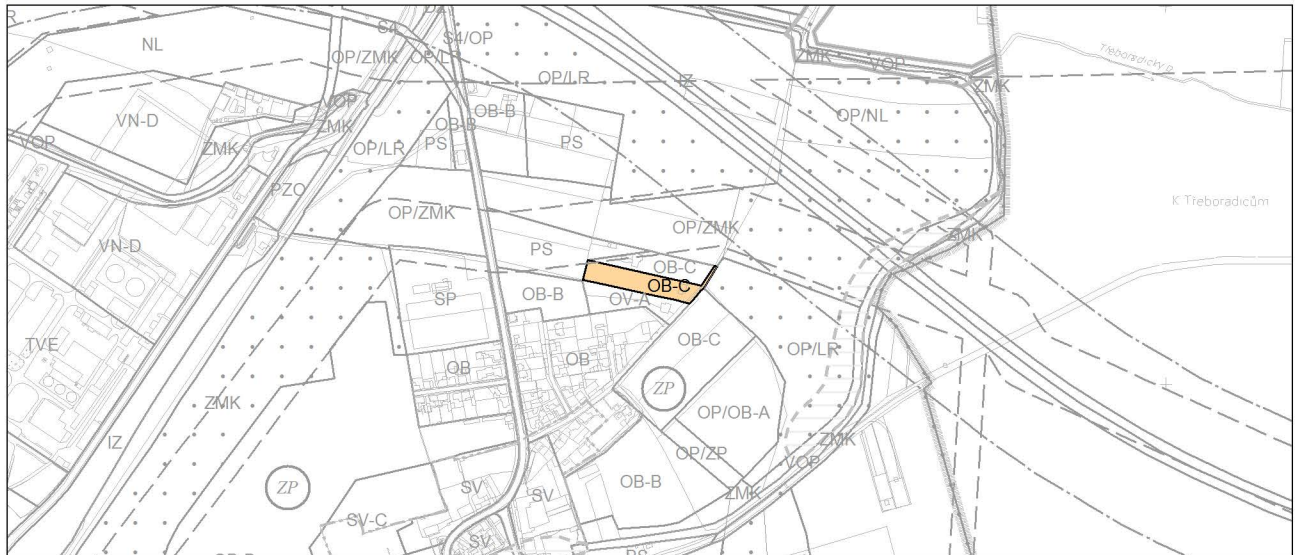 S4
NL
OP/ZMK
OP/LR
S4/OP
ZMK
VOP
Třeboradický p.
OP/LR
IZ
ZMK
VN-D
VOP
OB-B
OP/NL
ZMK
OB-B
VOP
ZMK
OP/LR
PS
PS
PZO
K Třeboradicům
OP/ZMK
OP/ZMK
ZMK
VN-D
PS
OB-C
OB-C
SP
OB-B
OV-A
OB-C
TVE
OB
OB
OP/LR
ZP
ZMK
OP/OB-A
IZ
ZMK
OP/ZP
VOP
ZP
SV
OB-B
ZMK
SV
SV-C
SV
PS